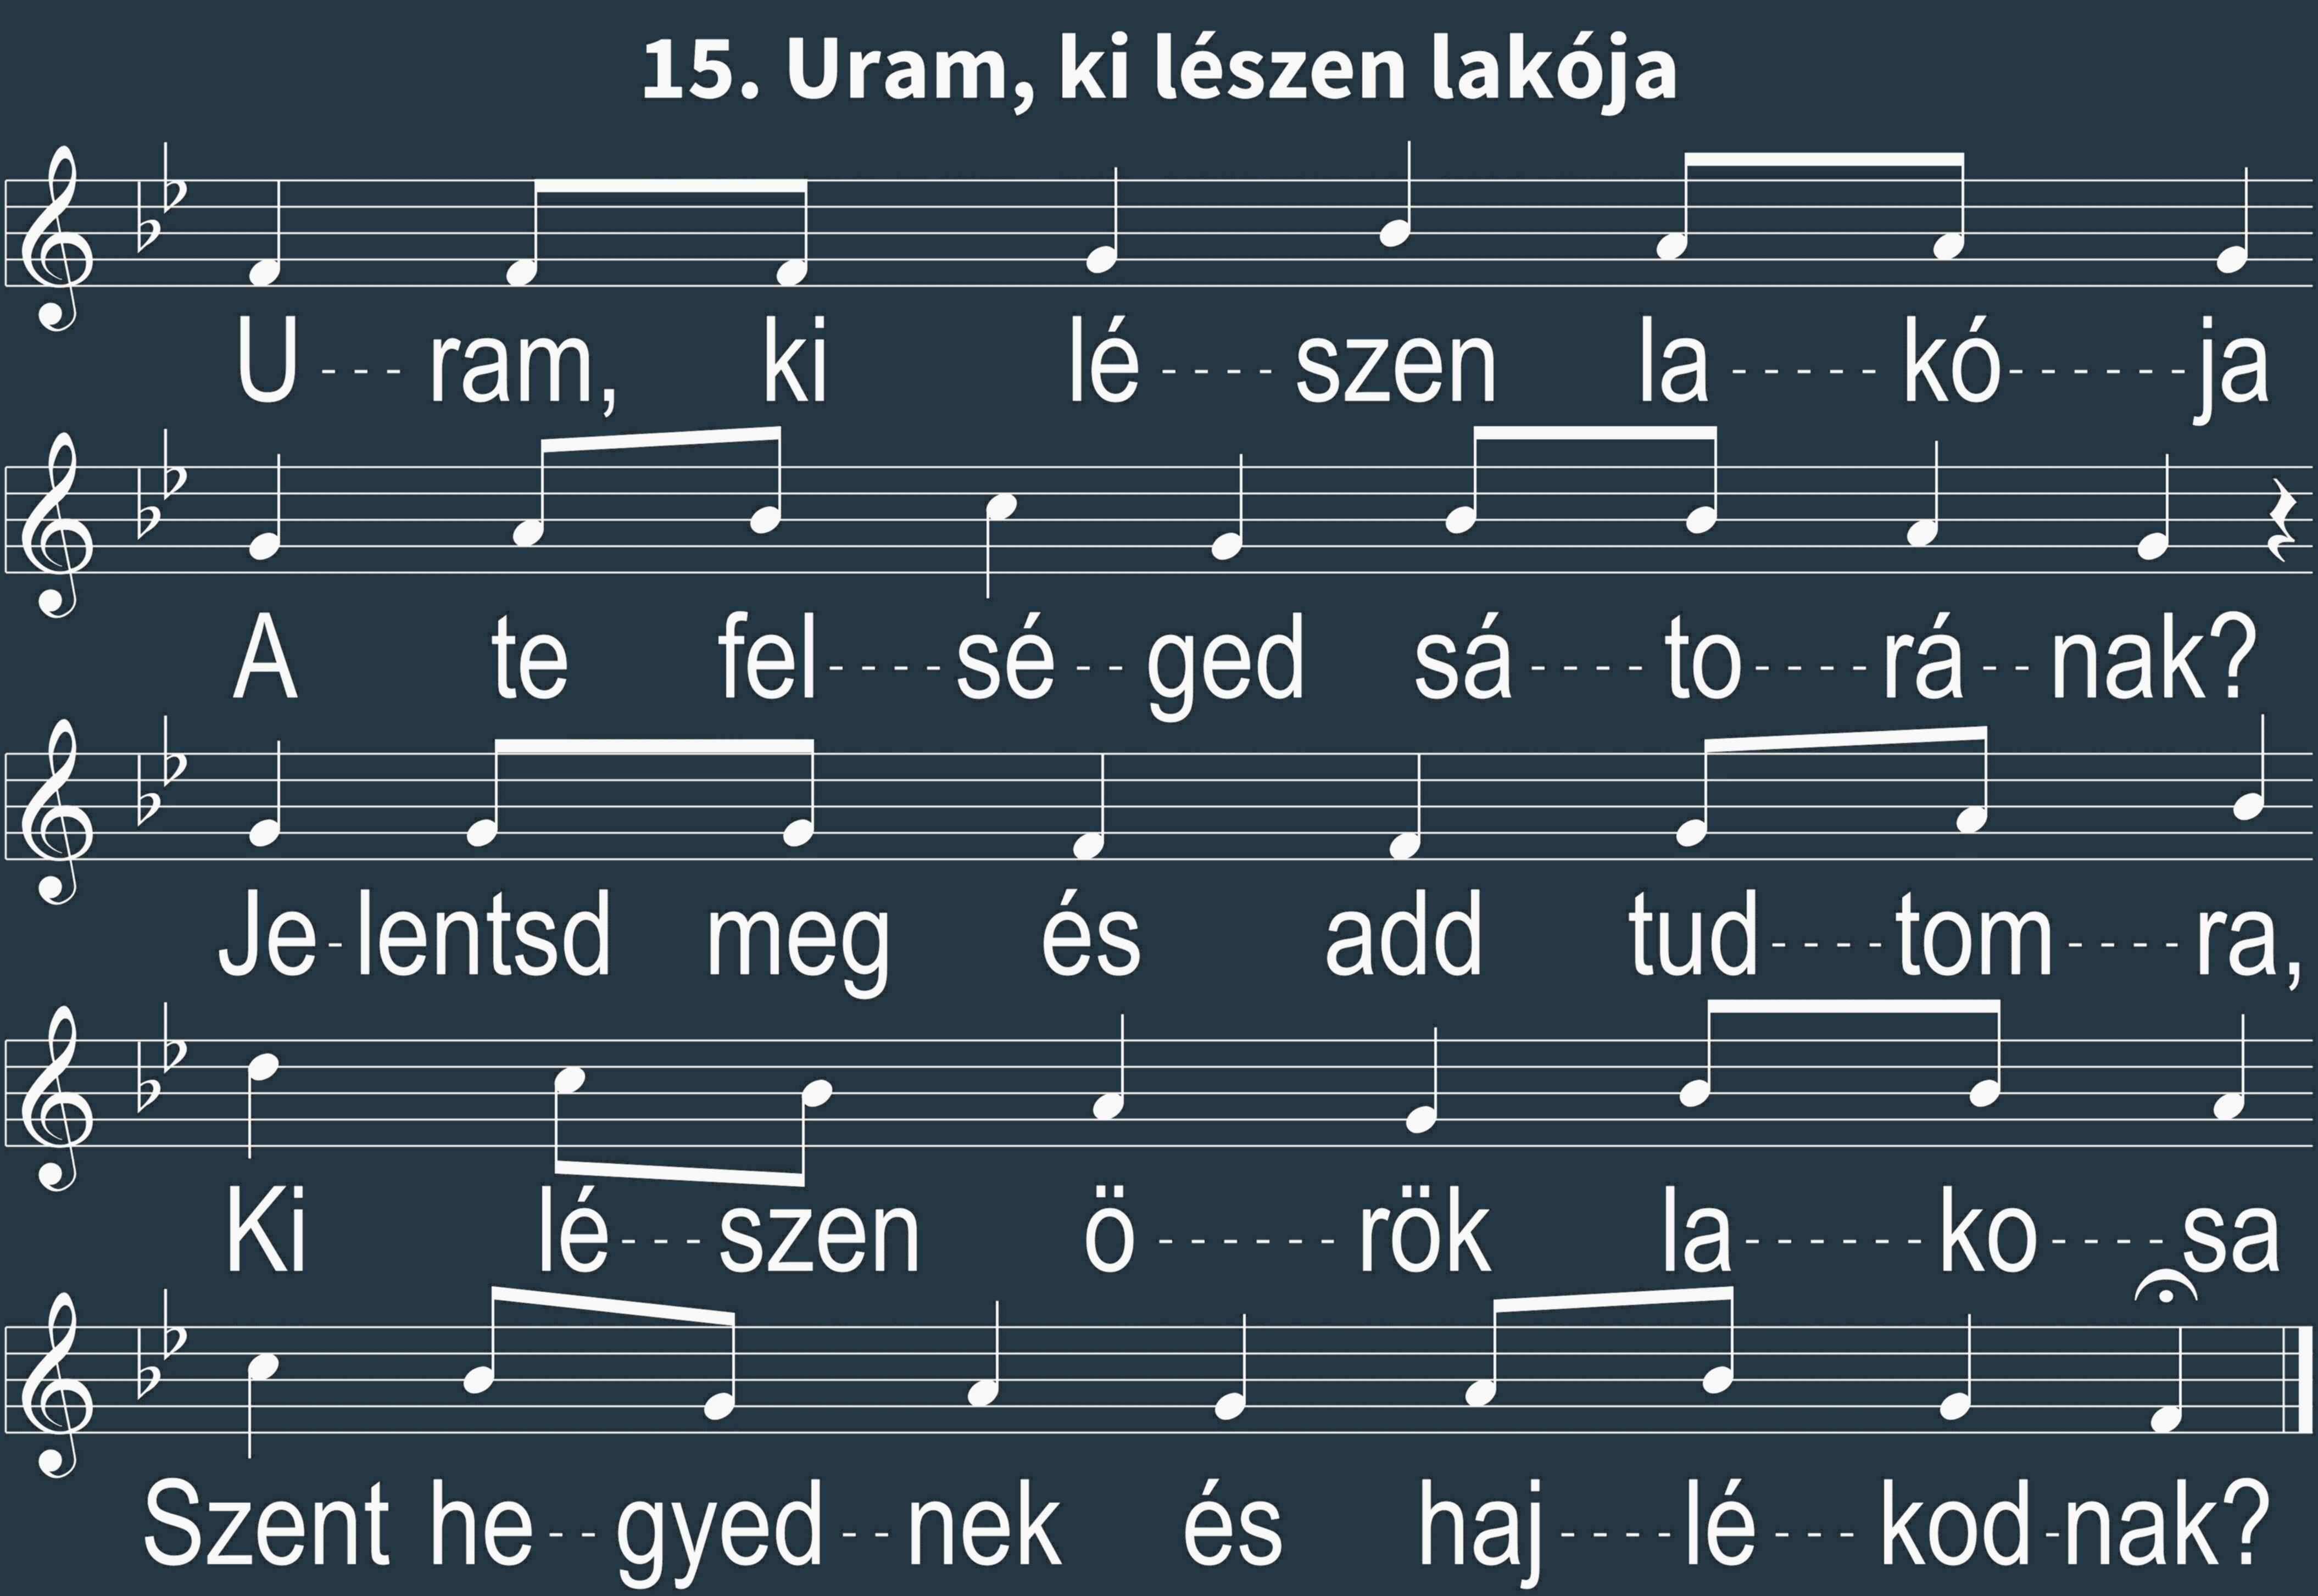 15. Uram, ki lészen lakója
U---ram, ki lé----szen la-----kó------ja
A te fel----sé--ged sá----to----rá--nak?
Je-lentsd meg és add tud----tom----ra,
Ki lé---szen ö------rök la------ko----sa
Szent he--gyed--nek és haj----lé---kod-nak?